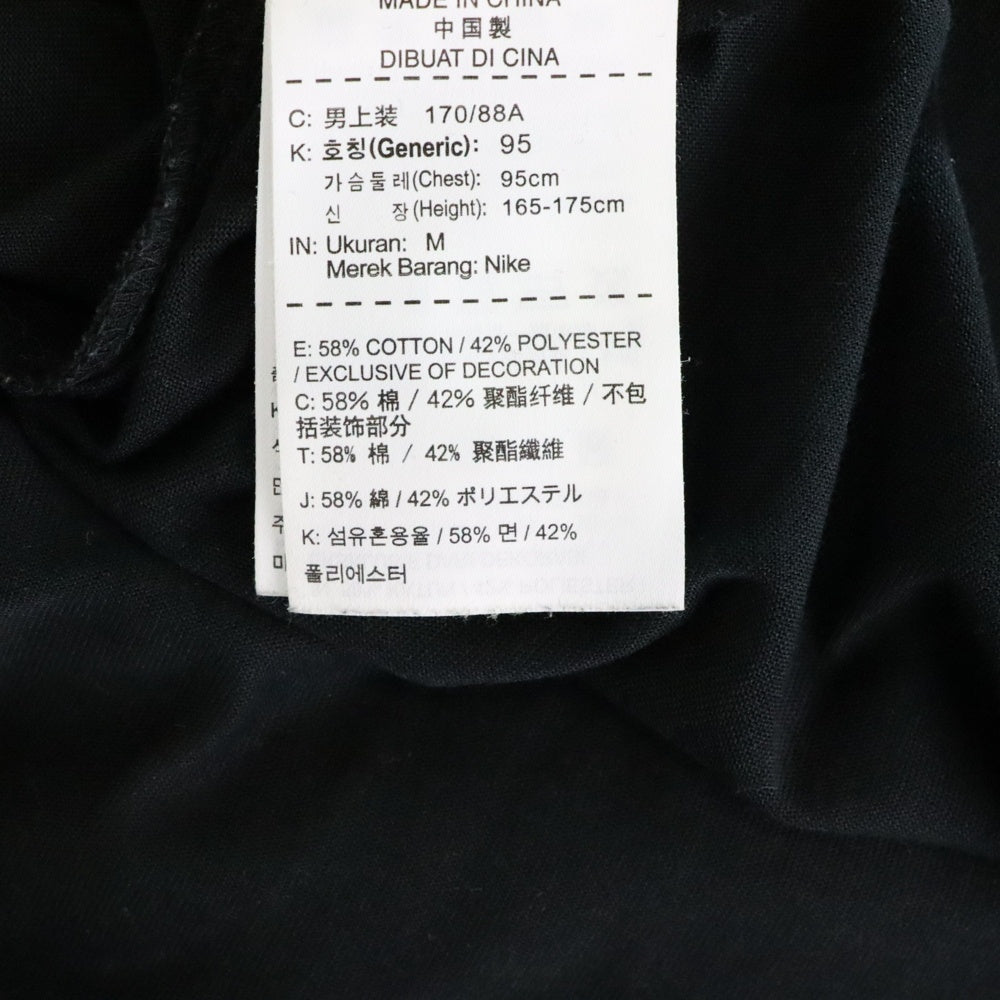 MADE IN CHINA
中国製
DIBUAT DI CINA
C: 男上装 170/88A
K: 호칭(Generic): 95
가슴둘레(Chest): 95cm
신 장(Height): 165-175cm
IN: Ukuran: M
Merek Barang: Nike
E: 58% COTTON / 42% POLYESTER
/ EXCLUSIVE OF DECORATION
C: 58% 棉 / 42% 聚酯纤维 / 不包
括装饰部分
T: 58% 棉 / 42% 聚酯纖維
J: 58% 綿 / 42% ポリエステル
K: 섬유혼용율 / 58% 면 / 42%
폴리에스터